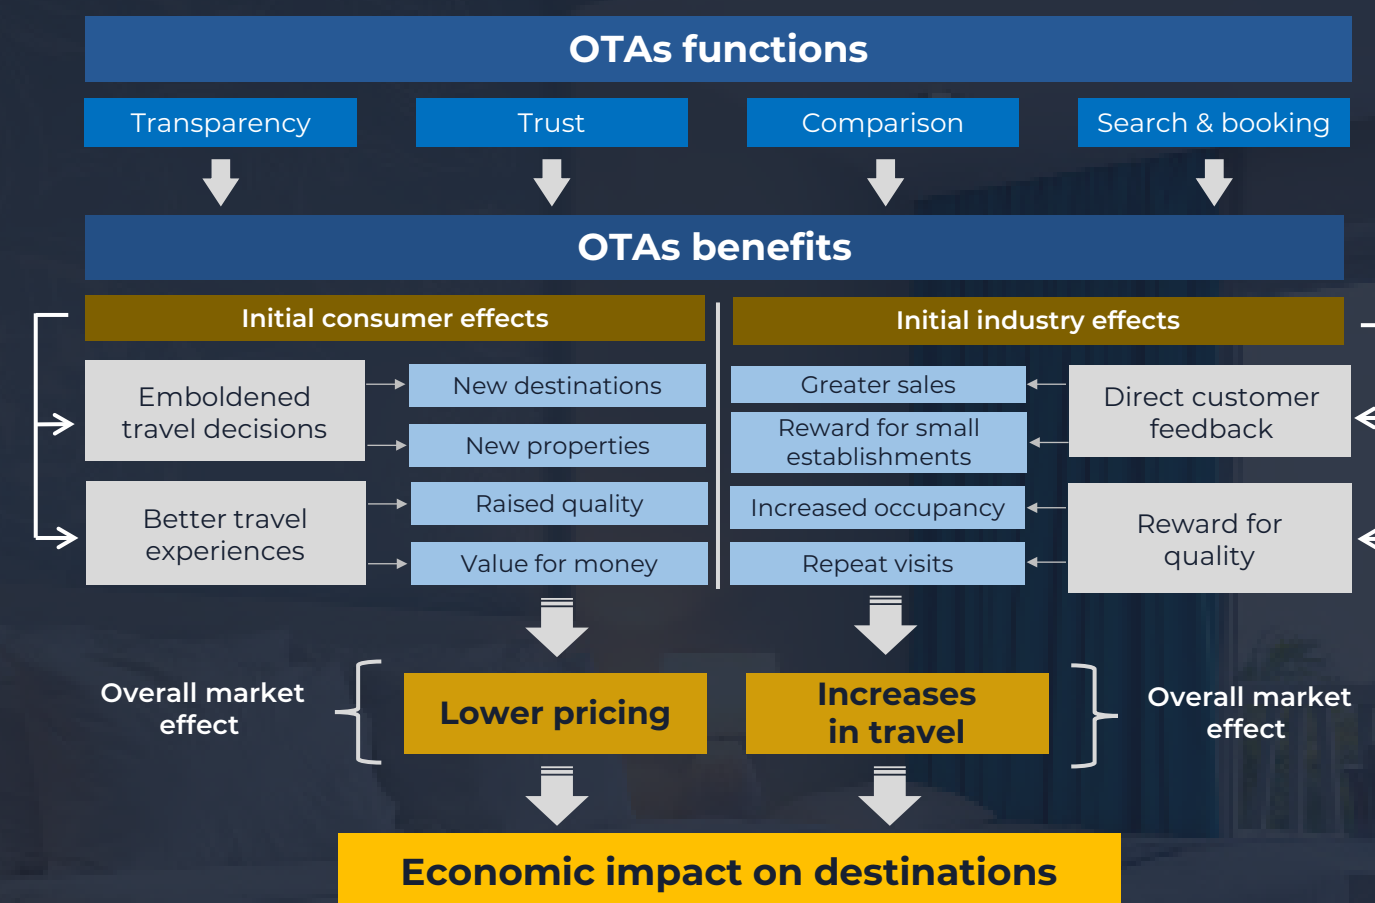 OTAs functions
Transparency
Trust
Comparison
Search & booking
OTAs benefits
Initial consumer effects
Initial industry effects
Emboldened
travel decisions
New destinations
New properties
Better travel
experiences
Raised quality
Value for money
Greater sales
Reward for small
establishments
Direct customer
feedback
Increased occupancy
Repeat visits
Reward for
quality
Overall market
effect
Lower pricing
Increases
in travel
Overall market
effect
Economic impact on destinations